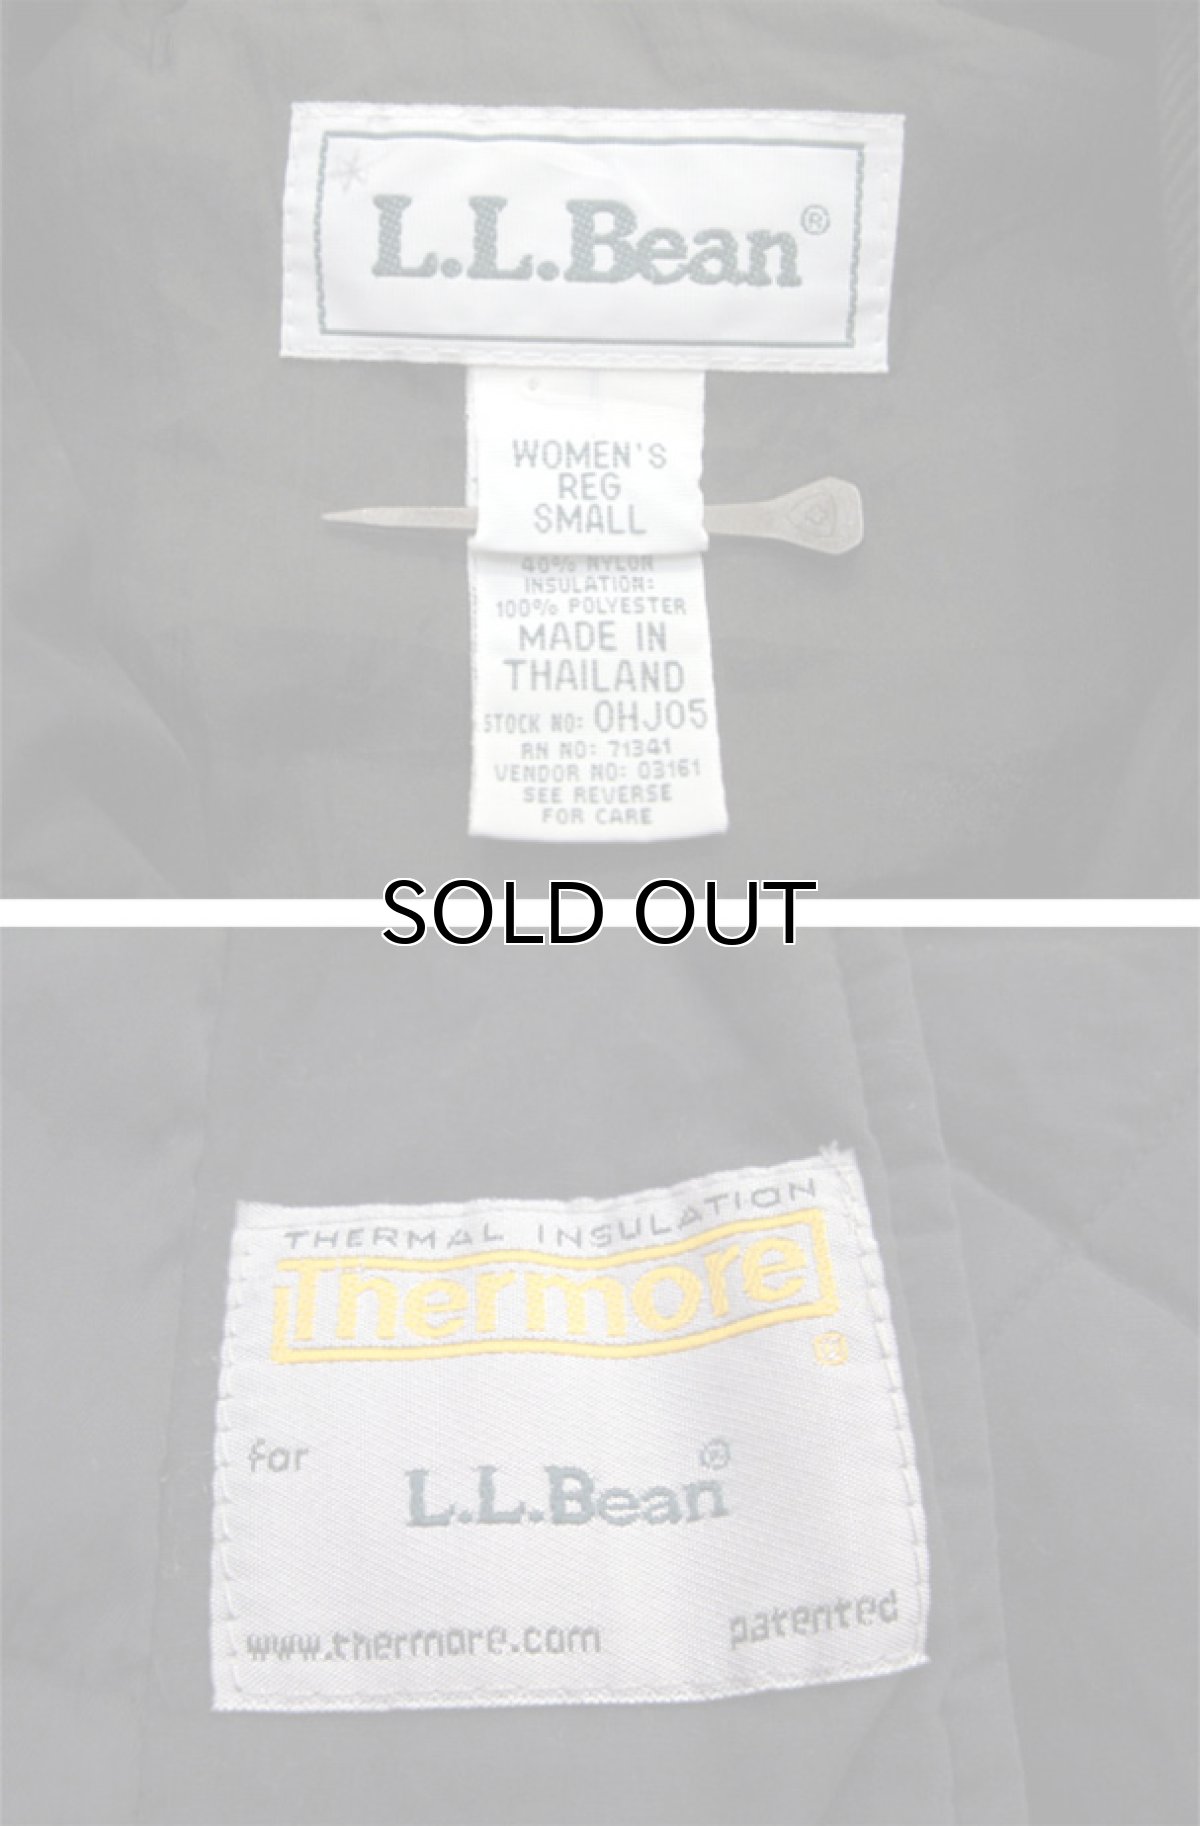 L.L.Bean®
WOMEN'S
REG
SMALL
40% NYLON
INSULATION:
100% POLYESTER
MADE IN
THAILAND
STOCK NO: OHJ05
RN NO: 71341
VENDOR NO: 03161
SEE REVERSE
FOR CARE
SOLD OUT
THERMAL INSULATION
Thermore
®
for
L.L.Bean®
www.thermore.com
patented